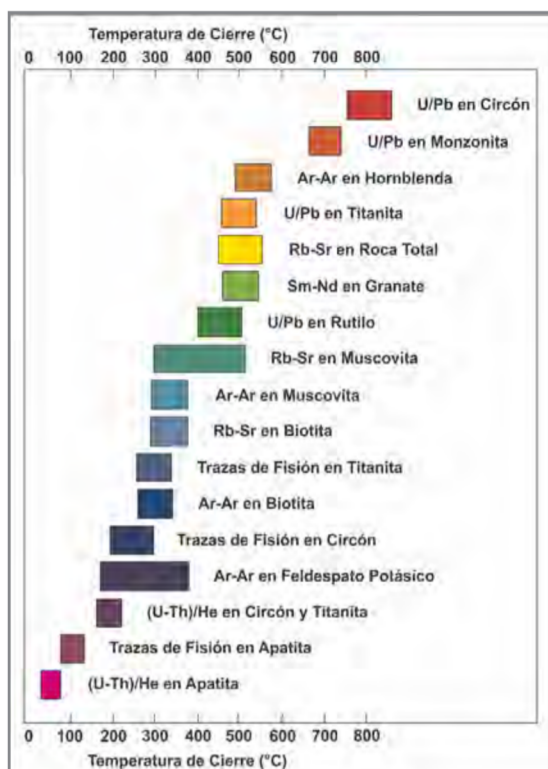 Temperatura de Cierre (°C)
0 100 200 300 400 500 600 700 800
U/Pb en Circón
U/Pb en Monzonita
Ar-Ar en Hornblenda
U/Pb en Titanita
Rb-Sr en Roca Total
Sm-Nd en Granate
U/Pb en Rutilo
Rb-Sr en Muscovita
Ar-Ar en Muscovita
Rb-Sr en Biotita
Trazas de Fisión en Titanita
Ar-Ar en Biotita
Trazas de Fisión en Circón
Ar-Ar en Feldespato Potásico
(U-Th)/He en Circón y Titanita
Trazas de Fisión en Apatita
(U-Th)/He en Apatita
0 100 200 300 400 500 600 700 800
Temperatura de Cierre (°C)